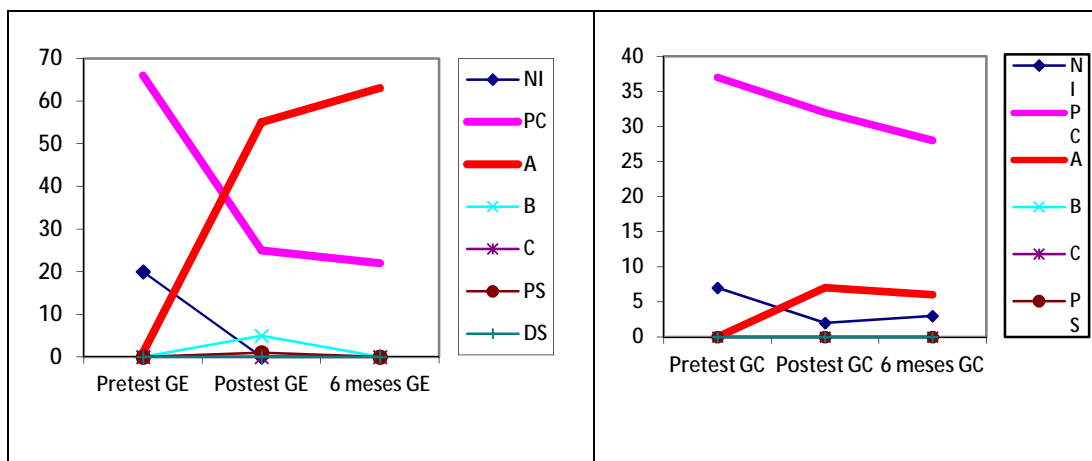 70
60
50
40
30
20
10
0
Pretest GE Postest GE 6 meses GE
NI
PC
A
B
C
PS
DS
40
35
30
25
20
15
10
5
0
Pretest GC Postest GC 6 meses GC
N
I
P
C
A
B
C
P
S